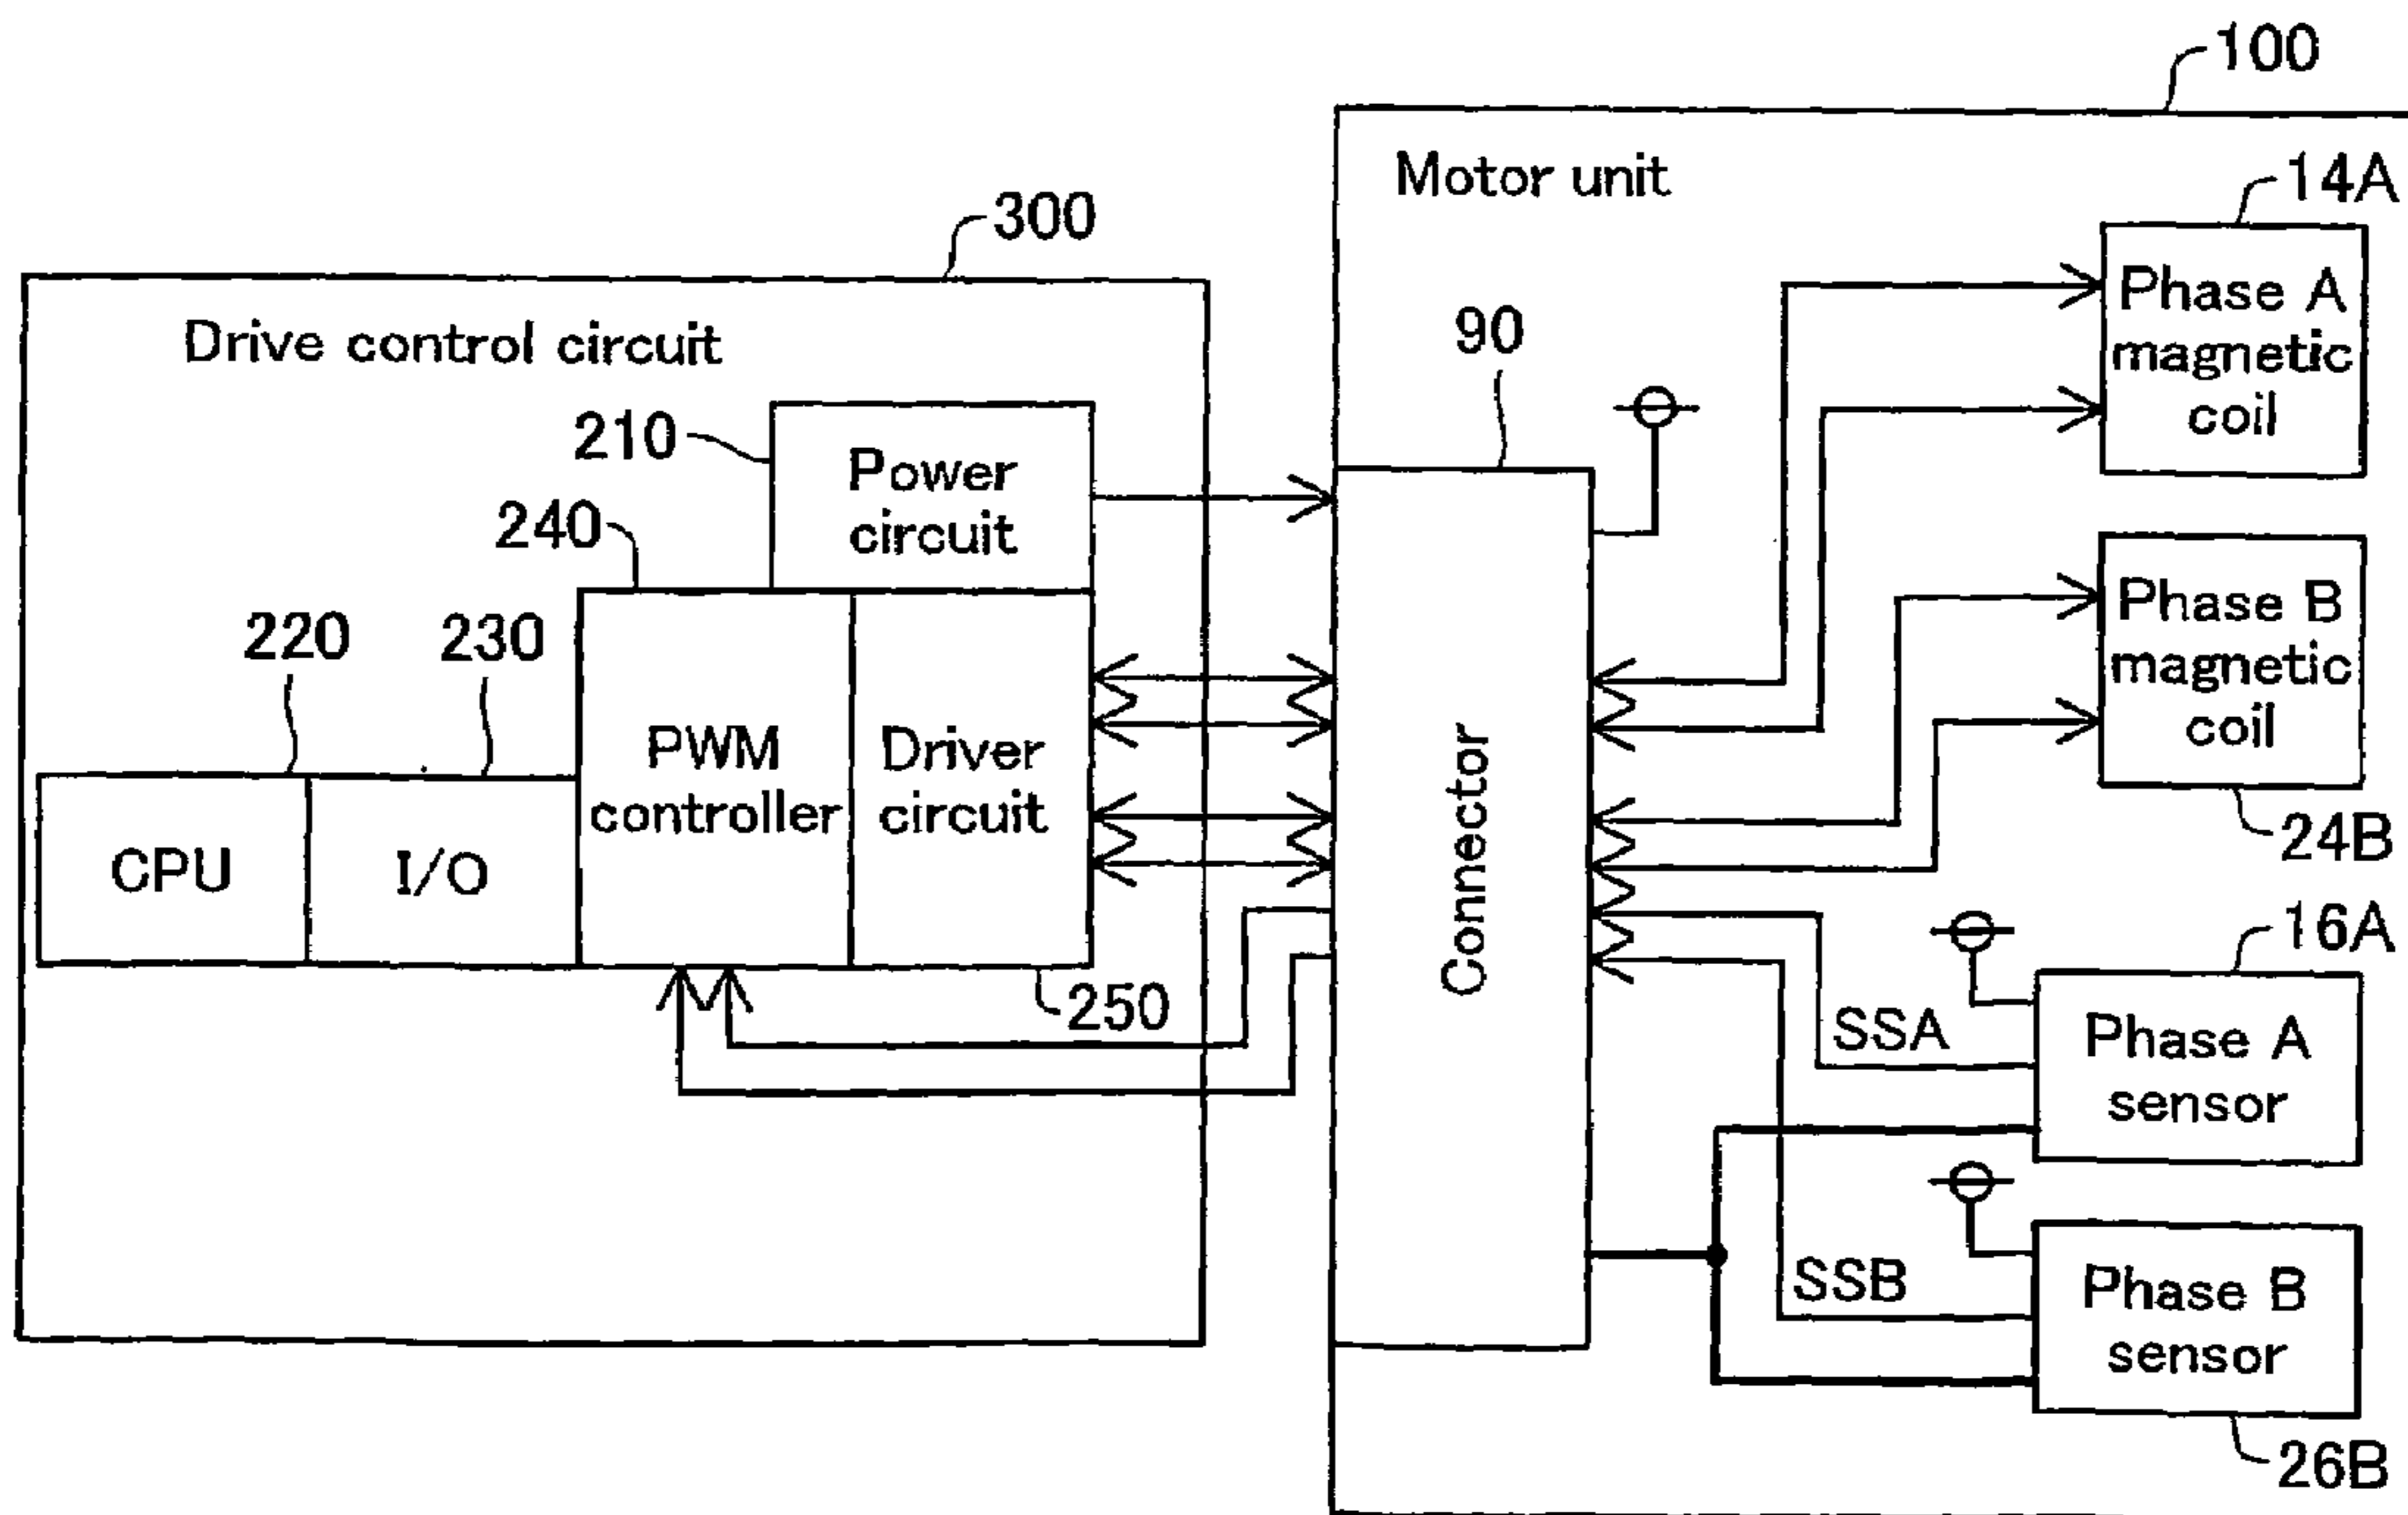 100
Motor unit
14A
300
Phase A
magnetic
coil
Drive control circuit
90
210
Power
circuit
240
Phase B
magnetic
coil
220
230
PWM
controller
Driver
circuit
Connector
24B
CPU
I/O
16A
250
SSA
Phase A
sensor
SSB
Phase B
sensor
26B